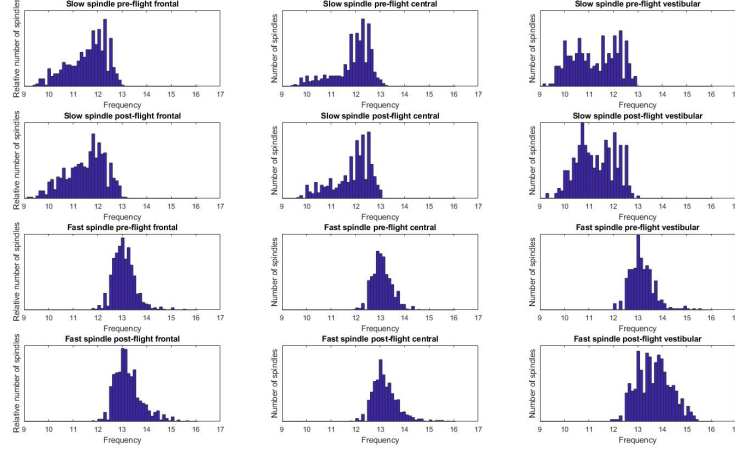 Slow spindle pre-flight frontal
Relative number of spindles
9 10 11 12 13 14 15 16 17
Frequency
Slow spindle pre-flight central
Number of spindles
9 10 11 12 13 14 15 16 17
Frequency
Slow spindle pre-flight vestibular
Number of spindles
9 10 11 12 13 14 15 16 17
Frequency
Slow spindle post-flight frontal
Relative number of spindles
9 10 11 12 13 14 15 16 17
Frequency
Slow spindle post-flight central
Number of spindles
9 10 11 12 13 14 15 16 17
Frequency
Slow spindle post-flight vestibular
Number of spindles
9 10 11 12 13 14 15 16 17
Frequency
Fast spindle pre-flight frontal
Relative number of spindles
9 10 11 12 13 14 15 16 17
Frequency
Fast spindle pre-flight central
Number of spindles
9 10 11 12 13 14 15 16 17
Frequency
Fast spindle pre-flight vestibular
Number of spindles
9 10 11 12 13 14 15 16 17
Frequency
Fast spindle post-flight frontal
Relative number of spindles
9 10 11 12 13 14 15 16 17
Frequency
Fast spindle post-flight central
Number of spindles
9 10 11 12 13 14 15 16 17
Frequency
Fast spindle post-flight vestibular
Number of spindles
9 10 11 12 13 14 15 16 17
Frequency